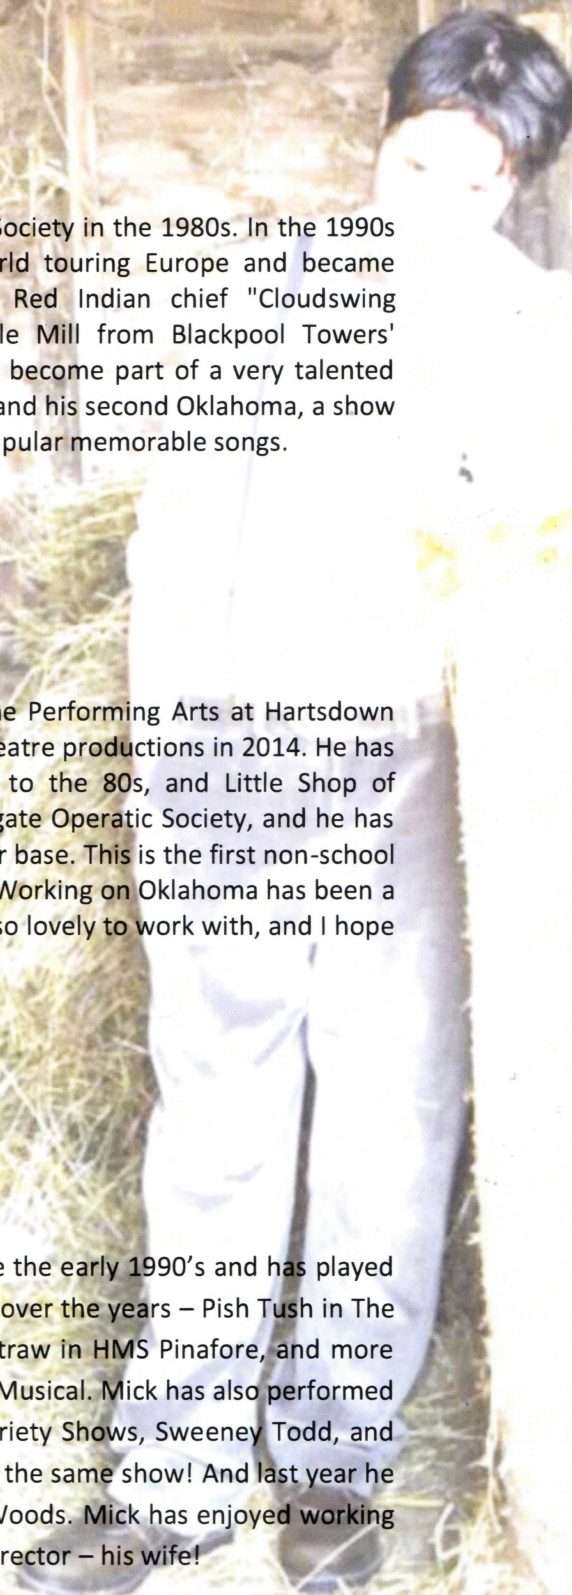 Society in the 1980s. In the 1990s
rld touring Europe and became
Red Indian chief "Cloudswing
le Mill from Blackpool Towers'
become part of a very talented
and his second Oklahoma, a show
pular memorable songs.
e Performing Arts at Hartsdown
eatre productions in 2014. He has
to the 80s, and Little Shop of
gate Operatic Society, and he has
r base. This is the first non-school
Working on Oklahoma has been a
so lovely to work with, and I hope
e the early 1990's and has played
over the years – Pish Tush in The
traw in HMS Pinafore, and more
Musical. Mick has also performed
riety Shows, Sweeney Todd, and
the same show! And last year he
Woods. Mick has enjoyed working
rector – his wife!